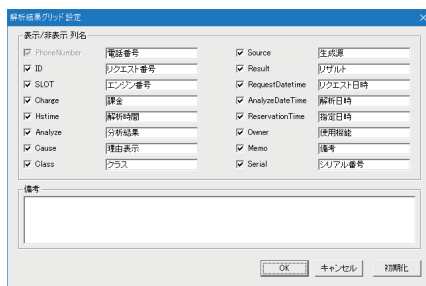 解析結果グリッド設定
表示/非表示 列名
PhoneNumber 電話番号
ID リクエスト番号
SLOT エンジン番号
Charge 課金
Hstime 解析時間
Analyze 分析結果
Cause 理由表示
Class クラス
Source 生成源
Result リザルト
RequestDatetime リクエスト日時
AnalyzeDateTime 解析日時
ReservationTime 指定日時
Owner 使用機能
Memo 備考
Serial シリアル番号
備考
OK キャンセル 初期化